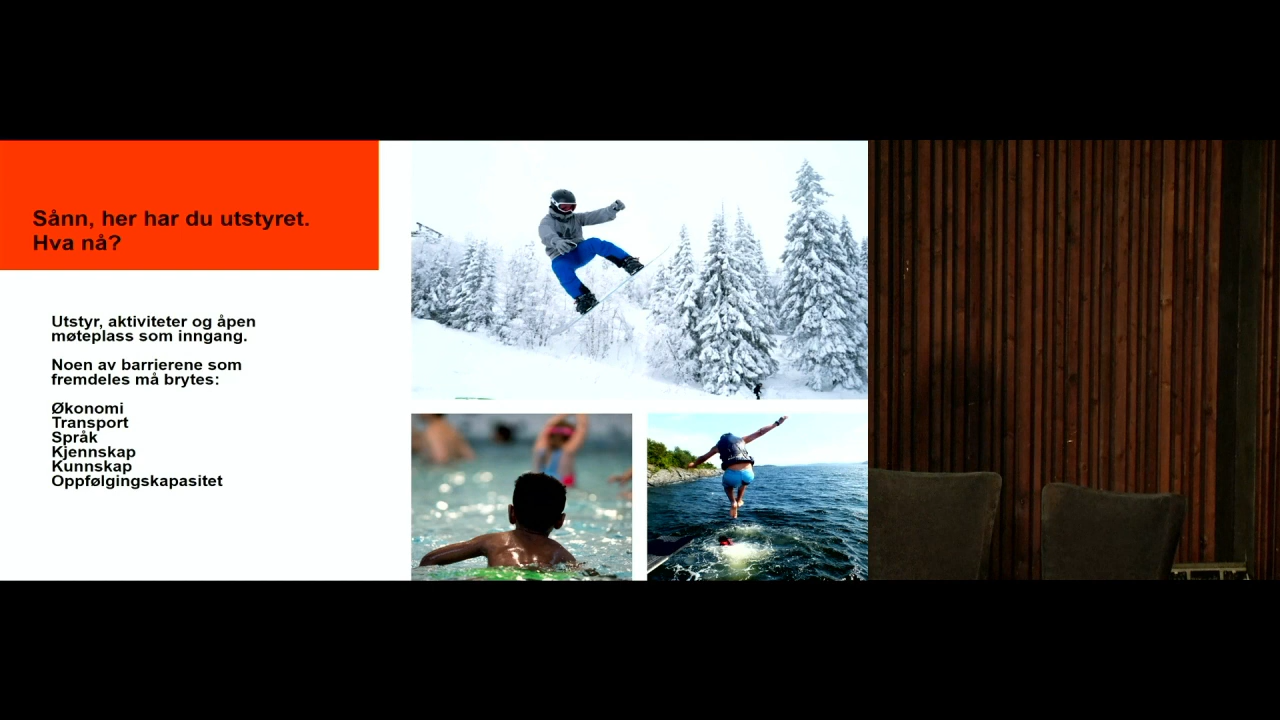 Sånn, her har du utstyret.
Hva nå?
Utstyr, aktiviteter og åpen
møteplass som inngang.
Noen av barrierene som
fremdeles må brytes:
Økonomi
Transport
Språk
Kjennskap
Kunnskap
Oppfølgingskapasitet